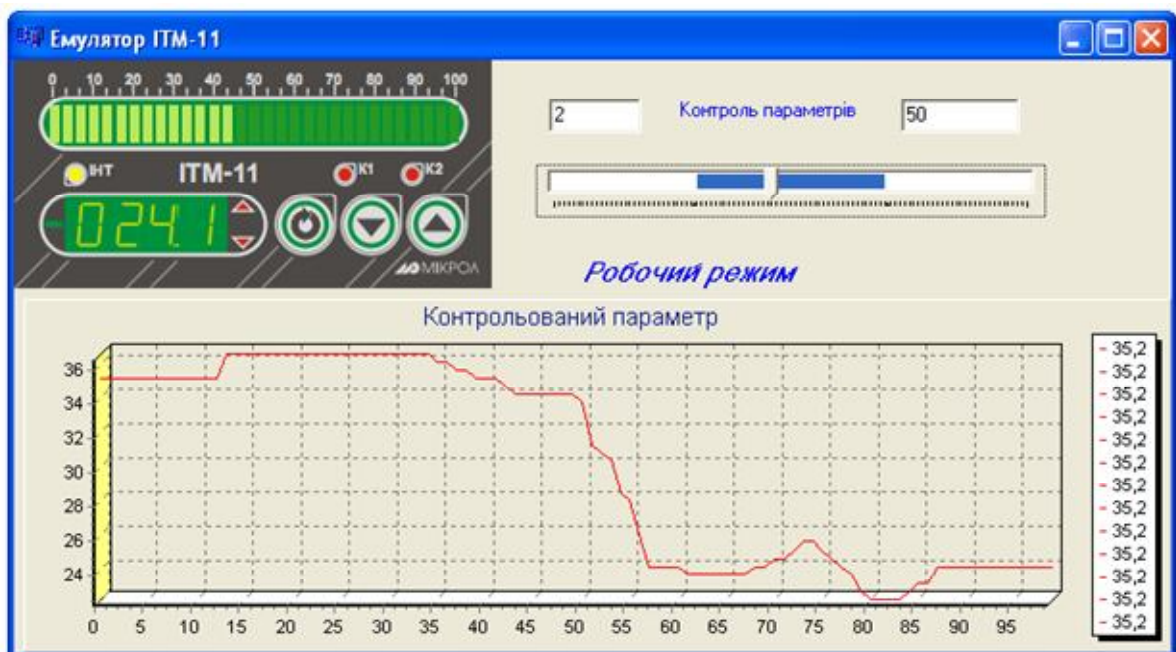 Емулятор ІТМ-11
0 10 20 30 40 50 60 70 80 90 100
2 Контроль параметрів 50
ІНТ ІТМ-11 К1 К2
024.1
МІКРОЛ
Робочий режим
Контрольований параметр
36
34
32
30
28
26
24
0 5 10 15 20 25 30 35 40 45 50 55 60 65 70 75 80 85 90 95
35,2
35,2
35,2
35,2
35,2
35,2
35,2
35,2
35,2
35,2
35,2
35,2
35,2